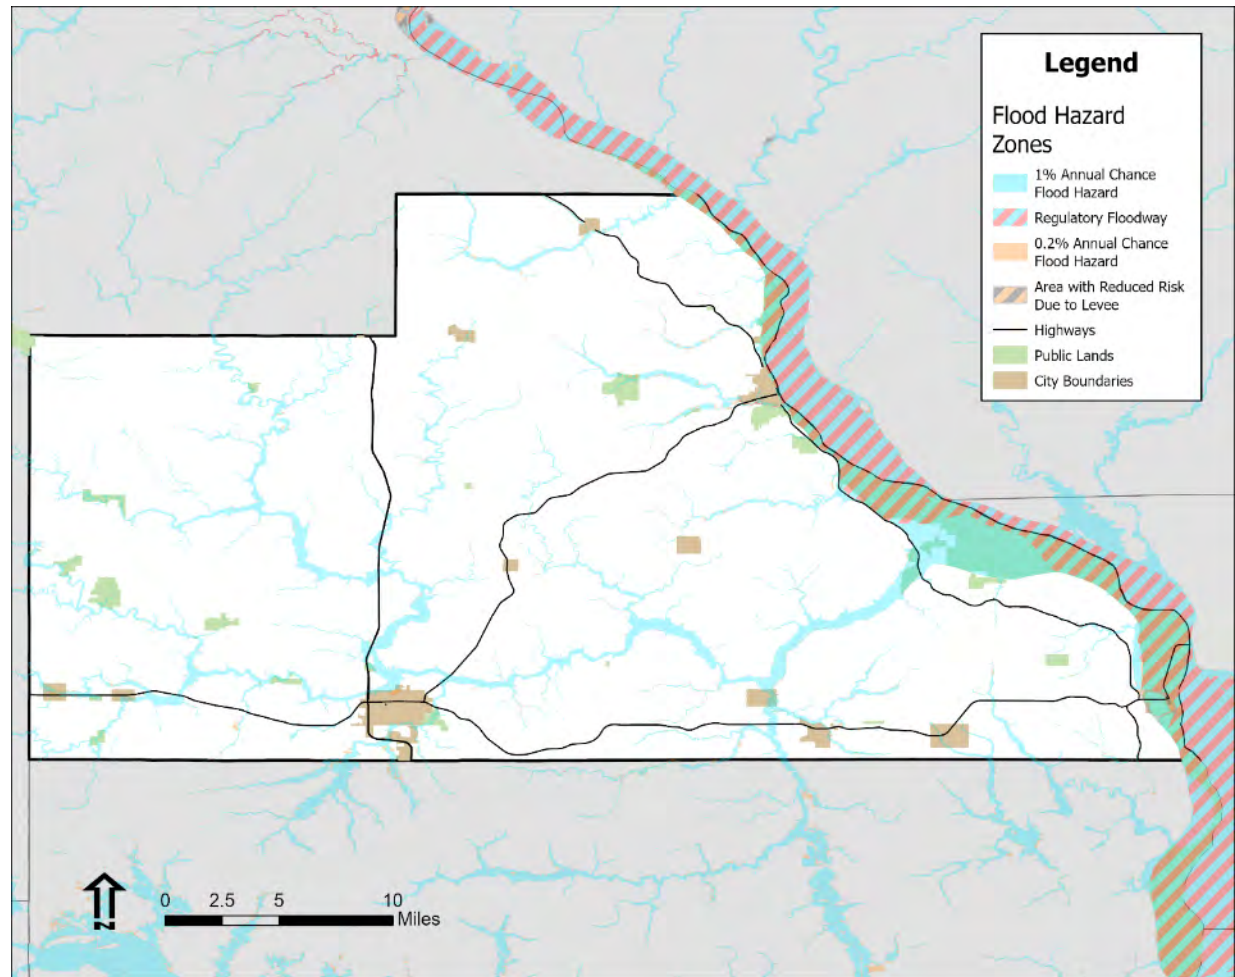 Legend
Flood Hazard
Zones
1% Annual Chance
Flood Hazard
Regulatory Floodway
0.2% Annual Chance
Flood Hazard
Area with Reduced Risk
Due to Levee
Highways
Public Lands
City Boundaries
N
0 2.5 5 10
Miles